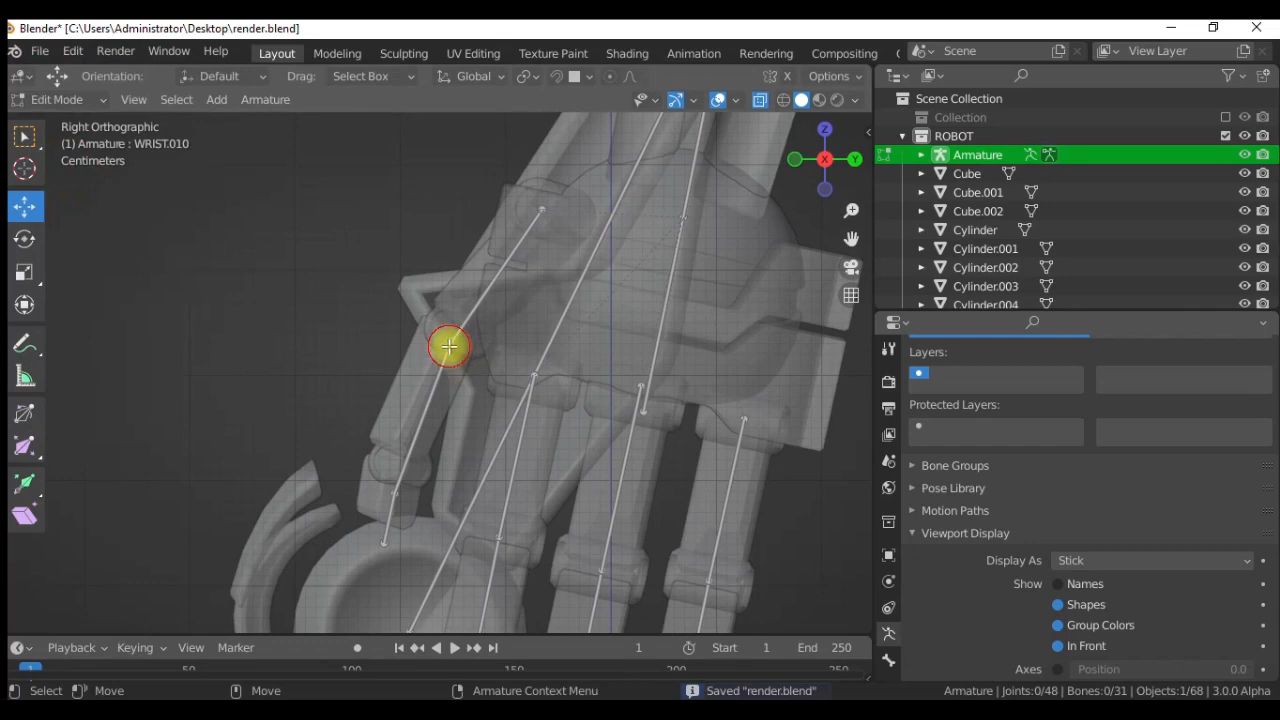 Blender* [C:\Users\Administrator\Desktop\render.blend]
File Edit Render Window Help Layout Modeling Sculpting UV Editing Texture Paint Shading Animation Rendering Compositing Scene View Layer
Orientation: Default Drag: Select Box Global X Options
Edit Mode View Select Add Armature
Right Orthographic
(1) Armature : WRIST.010
Centimeters
Z
X
Y
Scene Collection
Collection
ROBOT
Armature
Cube
Cube.001
Cube.002
Cylinder
Cylinder.001
Cylinder.002
Cylinder.003
Cylinder.004
Layers:
Protected Layers:
Bone Groups
Pose Library
Motion Paths
Viewport Display
Display As Stick
Show Names
Shapes
Group Colors
In Front
Axes Position 0.0
Playback Keying View Marker 1 Start 1 End 250
1 50 100 150 200 250
Select Move Move Armature Context Menu Saved "render.blend" Armature | Joints:0/48 | Bones:0/31 | Objects:1/68 | 3.0.0 Alpha